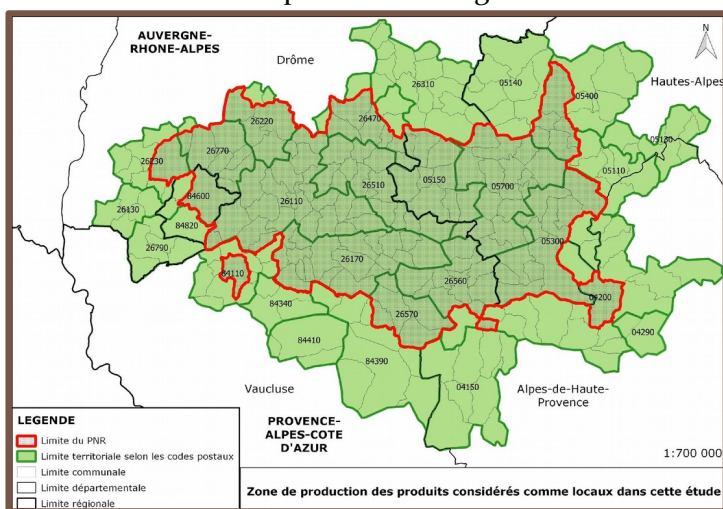 AUVERGNE-
RHONE-ALPES
Drôme
N
Hautes-Alpes
26310
05140
05400
26470
26220
05130
26230
26770
05110
84600
26510
05150
05700
26130
26110
84820
26790
05300
26170
84110
26560
04200
84340
26570
04290
84410
84390
04150
Vaucluse
Alpes-de-Haute-
Provence
PROVENCE-
ALPES-COTE
D'AZUR
1:700 000
LEGENDE
Limite du PNR
Limite territoriale selon les codes postaux
Limite communale
Limite départementale
Limite régionale
Zone de production des produits considérés comme locaux dans cette étude